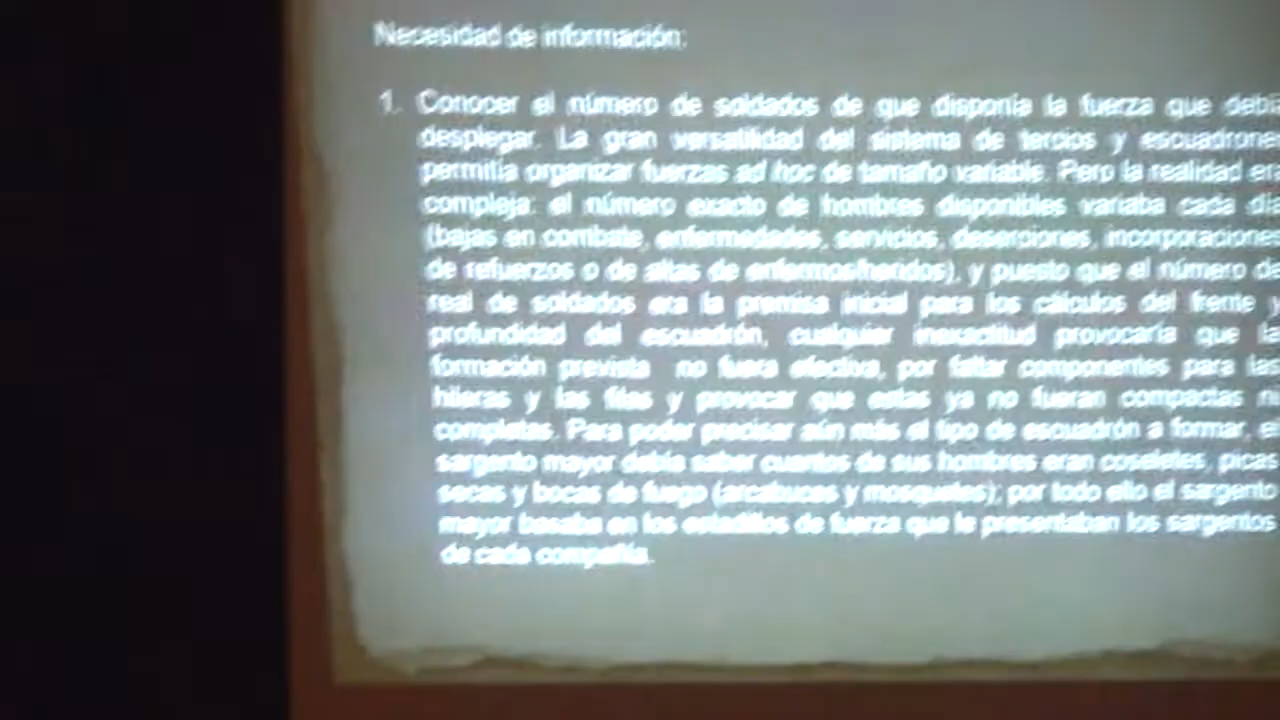 Necesidad de información:
1. Conocer el número de soldados de que disponía la fuerza que debí
desplegar. La gran versatilidad del sistema de tercios y escuadrone
permitía organizar fuerzas ad hoc de tamaño variable. Pero la realidad era
compleja: el número exacto de hombres disponibles variaba cada día
(bajas en combate, enfermedades, servicios, deserciones, incorporaciones
de refuerzos o de altas de enfermos/heridos), y puesto que el número de
real de soldados era la premisa inicial para los cálculos del frente y
profundidad del escuadrón, cualquier inexactitud provocaría que la
formación prevista no fuera efectiva, por faltar componentes para las
hileras y las filas y provocar que estas ya no fueran compactas ni
completas. Para poder precisar aún más el tipo de escuadrón a formar, el
sargento mayor debía saber cuantos de sus hombres eran coseletes, picas
secas y bocas de fuego (arcabuces y mosquetes); por todo ello el sargento
mayor basaba en los estadillos de fuerza que le presentaban los sargentos
de cada compañía.